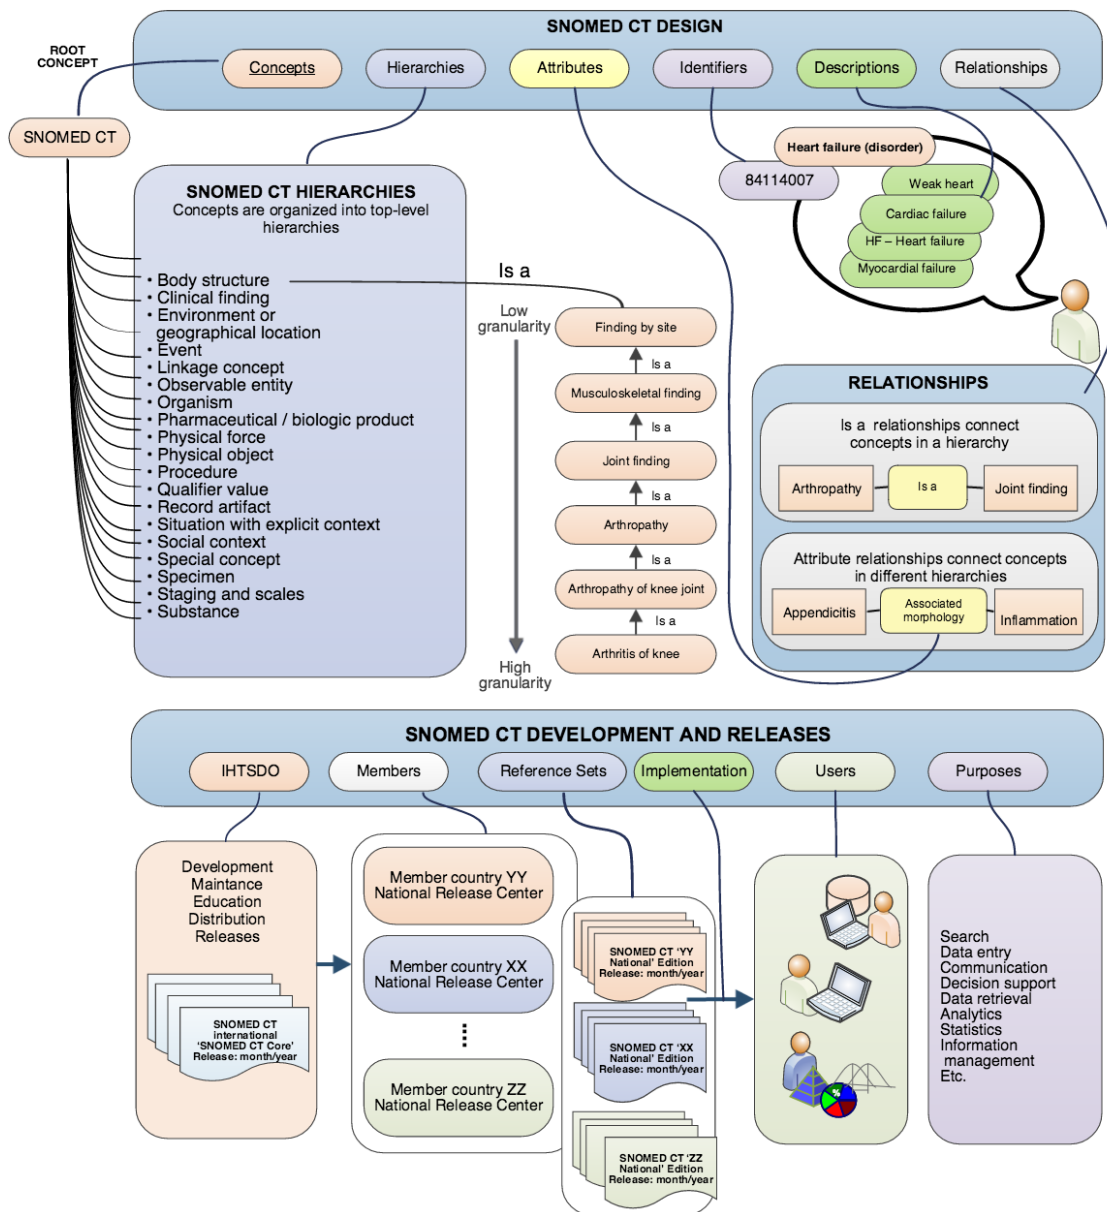 SNOMED CT DESIGN
ROOT
CONCEPT
Concepts
Hierarchies
Attributes
Identifiers
Descriptions
Relationships
SNOMED CT
Heart failure (disorder)
84114007
Weak heart
Cardiac failure
HF – Heart failure
Myocardial failure
SNOMED CT HIERARCHIES
Concepts are organized into top-level
hierarchies
• Body structure
• Clinical finding
• Environment or
geographical location
• Event
• Linkage concept
• Observable entity
• Organism
• Pharmaceutical / biologic product
• Physical force
• Physical object
• Procedure
• Qualifier value
• Record artifact
• Situation with explicit context
• Social context
• Special concept
• Specimen
• Staging and scales
• Substance
Is a
Low
granularity
High
granularity
Finding by site
Is a
Musculoskeletal finding
Is a
Joint finding
Is a
Arthropathy
Is a
Arthropathy of knee joint
Is a
Arthritis of knee
RELATIONSHIPS
Is a relationships connect
concepts in a hierarchy
Arthropathy
Is a
Joint finding
Attribute relationships connect concepts
in different hierarchies
Appendicitis
Associated
morphology
Inflammation
SNOMED CT DEVELOPMENT AND RELEASES
IHTSDO
Members
Reference Sets
Implementation
Users
Purposes
Development
Maintance
Education
Distribution
Releases
SNOMED CT
international
‘SNOMED CT Core’
Release: month/year
Member country YY
National Release Center
Member country XX
National Release Center
Member country ZZ
National Release Center
SNOMED CT ‘YY
National’ Edition
Release: month/year
SNOMED CT ‘XX
National’ Edition
Release: month/year
SNOMED CT ‘ZZ
National’ Edition
Release: month/year
Search
Data entry
Communication
Decision support
Data retrieval
Analytics
Statistics
Information
management
Etc.